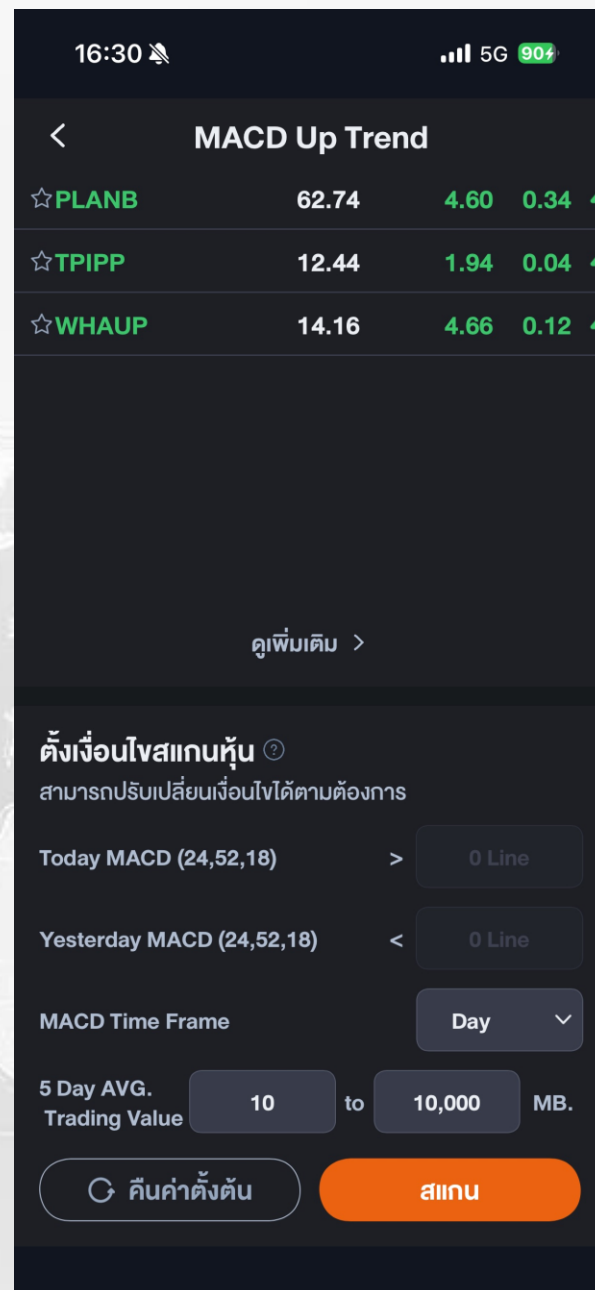 16:30 5G 90
MACD Up Trend
PLANB 62.74 4.60 0.34
TPIPP 12.44 1.94 0.04
WHAUP 14.16 4.66 0.12
ดูเพิ่มเติม >
ตั้งเงื่อนไขสแกนหุ้น ?
สามารถปรับเปลี่ยนเงื่อนไขได้ตามต้องการ
Today MACD (24,52,18) > 0 Line
Yesterday MACD (24,52,18) < 0 Line
MACD Time Frame Day
5 Day AVG.
Trading Value 10 to 10,000 MB.
คืนค่าตั้งต้น สแกน